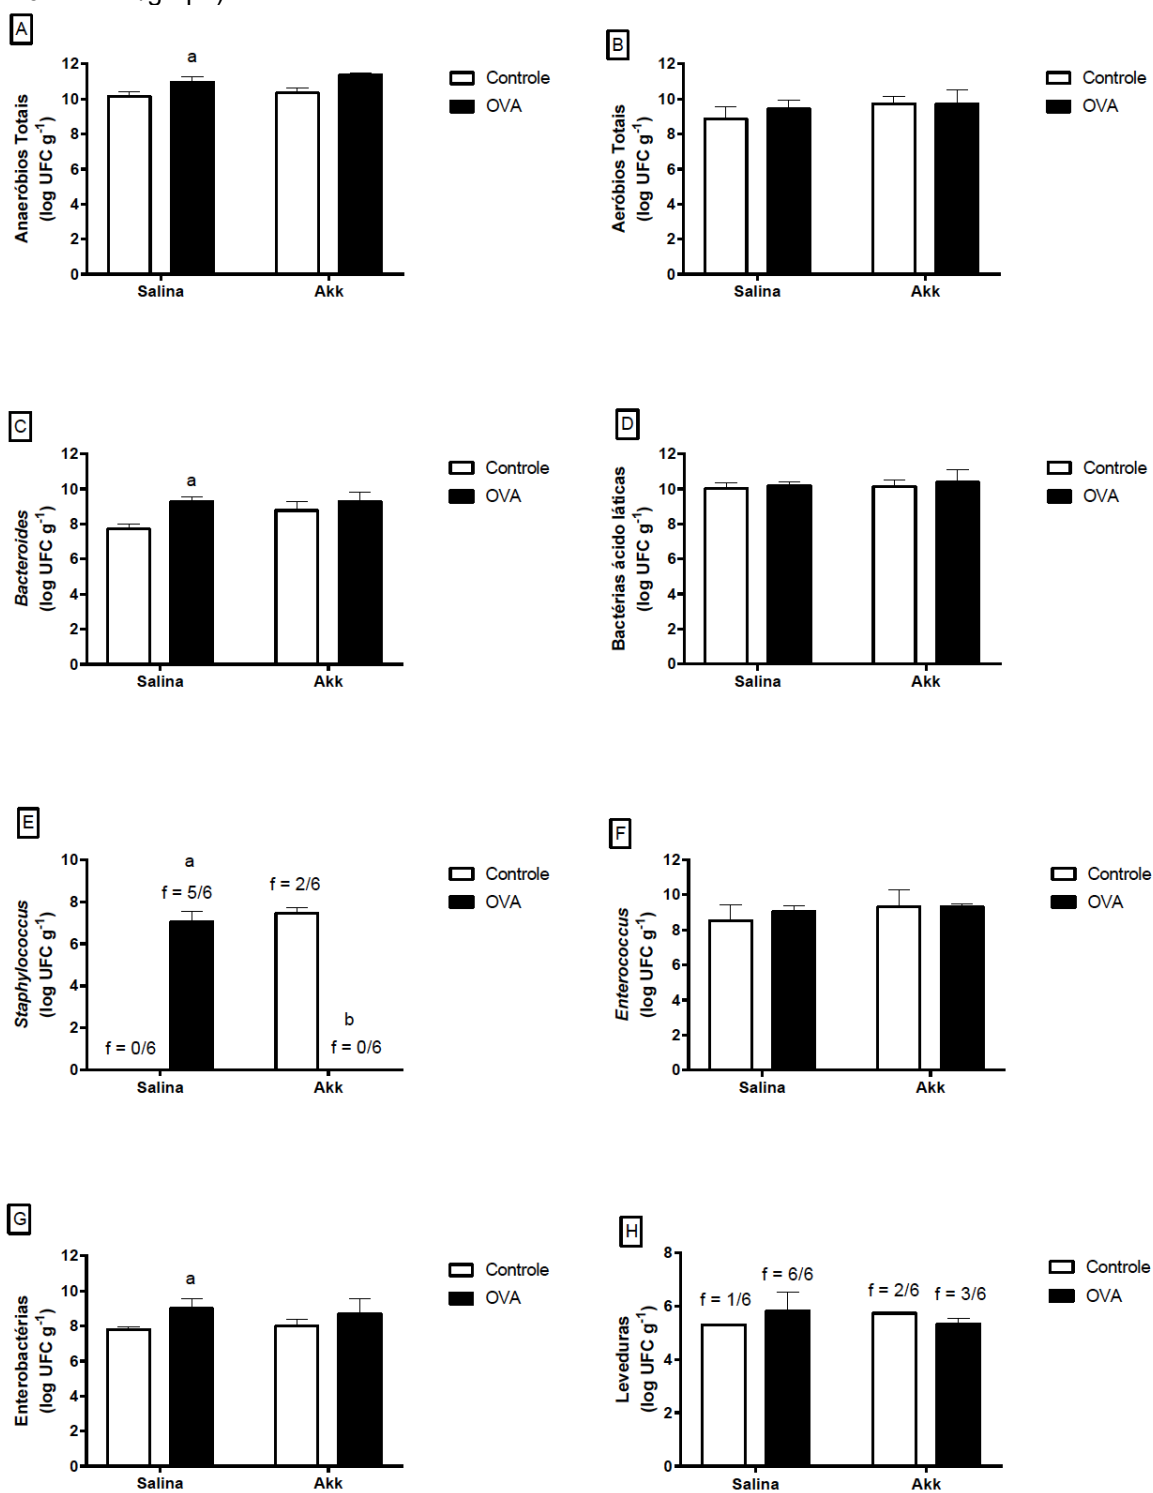 A
a
12
10
8
6
4
2
0
Anaeróbios Totais
(log UFC g-1)
Salina
Akk
Controle
OVA
B
12
10
8
6
4
2
0
Aeróbios Totais
(log UFC g-1)
Salina
Akk
Controle
OVA
C
a
12
10
8
6
4
2
0
Bacteroides
(log UFC g-1)
Salina
Akk
Controle
OVA
D
12
10
8
6
4
2
0
Bactérias ácido láticas
(log UFC g-1)
Salina
Akk
Controle
OVA
E
a
f = 5/6
f = 2/6
b
f = 0/6
f = 0/6
10
8
6
4
2
0
Staphylococcus
(log UFC g-1)
Salina
Akk
Controle
OVA
F
12
10
8
6
4
2
0
Enterococcus
(log UFC g-1)
Salina
Akk
Controle
OVA
G
a
12
10
8
6
4
2
0
Enterobactérias
(log UFC g-1)
Salina
Akk
Controle
OVA
H
f = 1/6
f = 6/6
f = 2/6
f = 3/6
8
6
4
2
0
Leveduras
(log UFC g-1)
Salina
Akk
Controle
OVA